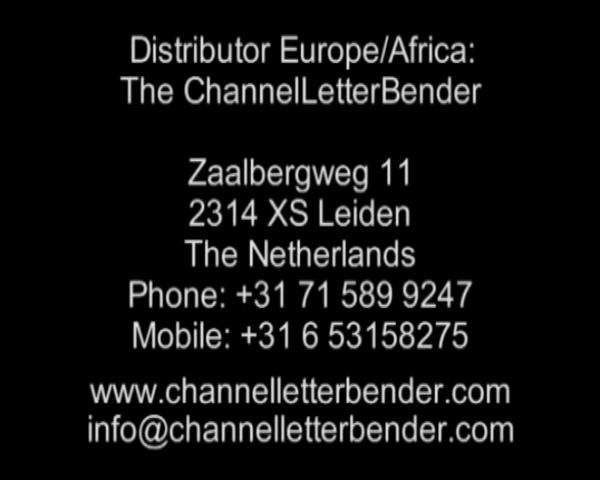 Distributor Europe/Africa:
The ChannelLetterBender
Zaalbergweg 11
2314 XS Leiden
The Netherlands
Phone: +31 71 589 9247
Mobile: +31 6 53158275
www.channelletterbender.com
info@channelletterbender.com